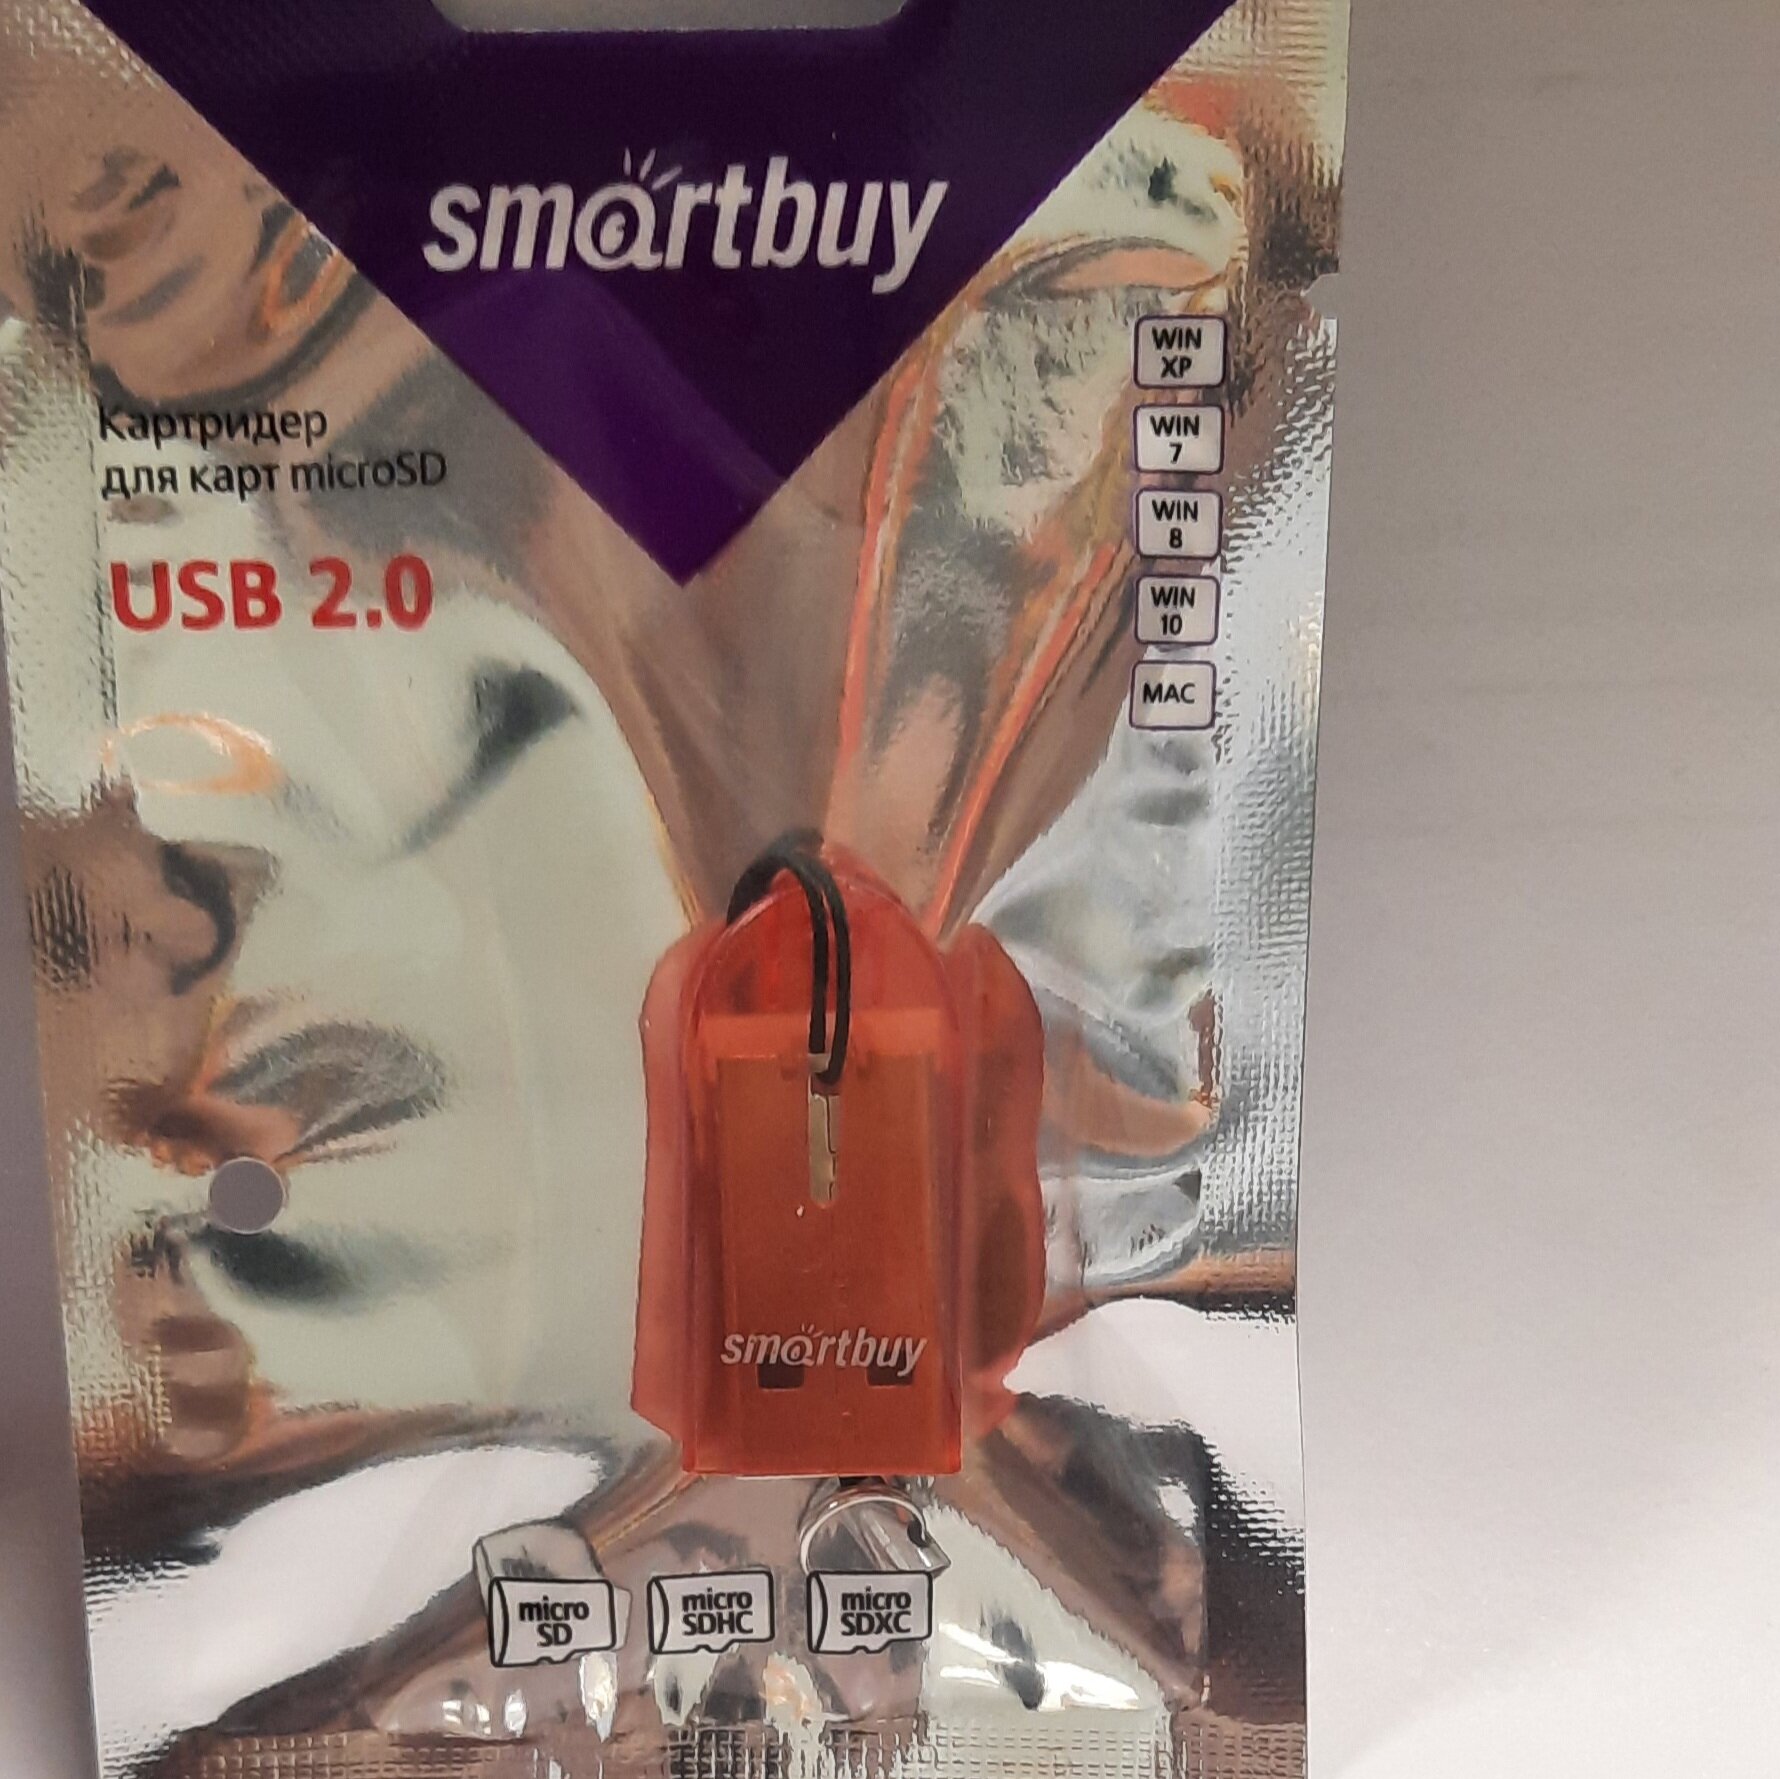 smartbuy
Картридер
для карт microSD
USB 2.0
WIN
XP
WIN
7
WIN
8
WIN
10
MAC
smartbuy
micro
SD
micro
SDHC
micro
SDXC